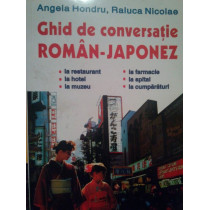 Angela Hondru, Raluca Nicolae
Ghid de conversaţie
ROMÂN-JAPONEZ
• la restaurant
• la hotel
• la muzeu
• la farmacie
• la spital
• la cumpărături